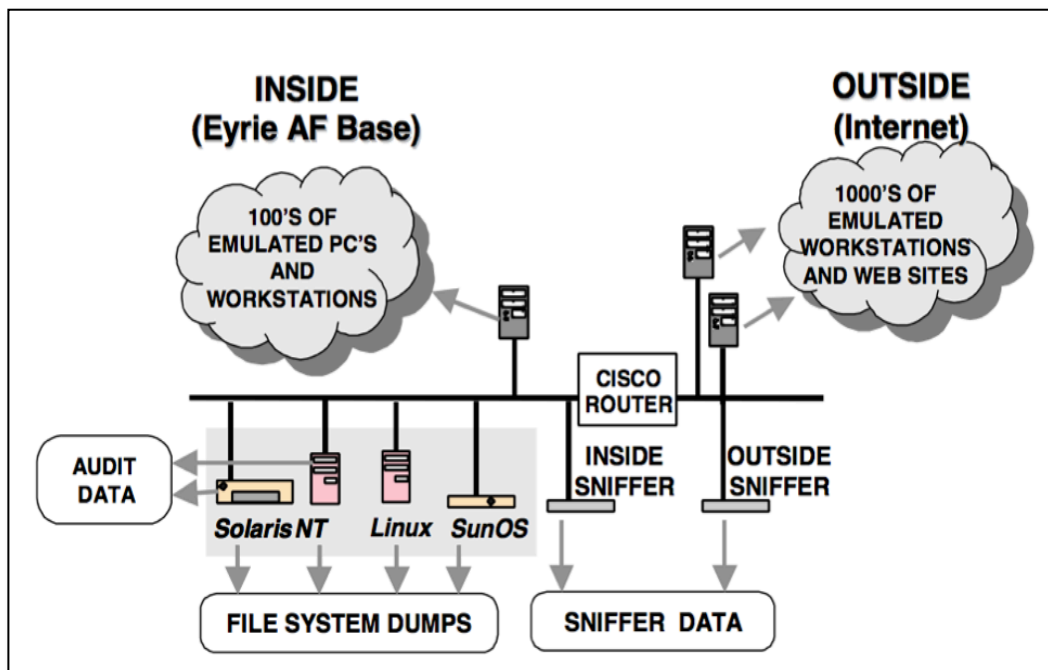 INSIDE
(Eyrie AF Base)
OUTSIDE
(Internet)
100'S OF
EMULATED PC'S
AND
WORKSTATIONS
1000'S OF
EMULATED
WORKSTATIONS
AND WEB SITES
CISCO
ROUTER
AUDIT
DATA
INSIDE
SNIFFER
OUTSIDE
SNIFFER
Solaris NT Linux SunOS
FILE SYSTEM DUMPS
SNIFFER DATA